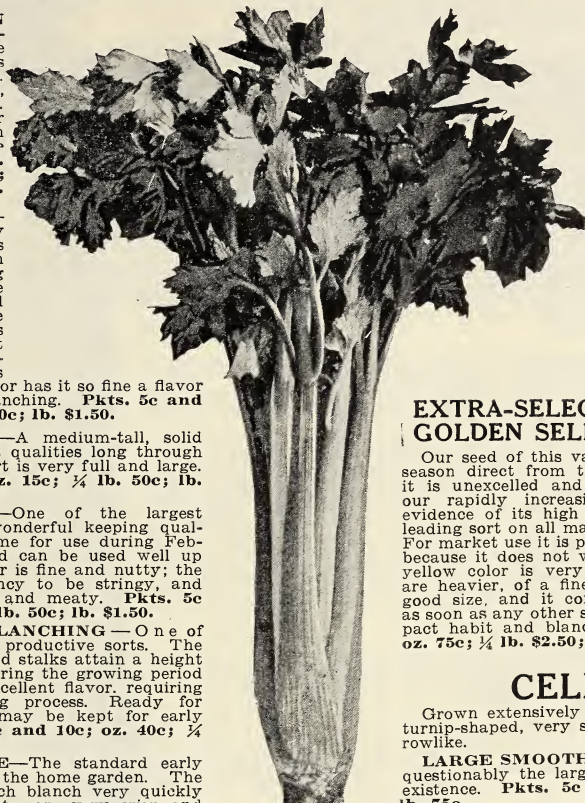 or has it so fine a flavor
nching. Pkts. 5c and
0c; lb. $1.50.
—A medium-tall, solid
qualities long through
rt is very full and large.
z. 15c; ¼ lb. 50c; lb.
—One of the largest
onderful keeping qual-
me for use during Feb-
d can be used well up
r is fine and nutty; the
ncy to be stringy, and
and meaty. Pkts. 5c
lb. 50c; lb. $1.50.
LANCHING—One of
productive sorts. The
d stalks attain a height
ring the growing period
cellent flavor. requiring
g process. Ready for
may be kept for early
and 10c; oz. 40c; ¼
E—The standard early
the home garden. The
ch blanch very quickly
EXTRA-SELEC
GOLDEN SEL
Our seed of this va
season direct from t
it is unexcelled and
our rapidly increasi
evidence of its high
leading sort on all ma
For market use it is p
because it does not w
yellow color is very
are heavier, of a fine
good size, and it co
as soon as any other s
pact habit and blanc
oz. 75c; ¼ lb. $2.50;
CEL
Grown extensively
turnip-shaped, very s
rowlike.
LARGE SMOOTH
questionably the larg
existence. Pkts. 5c